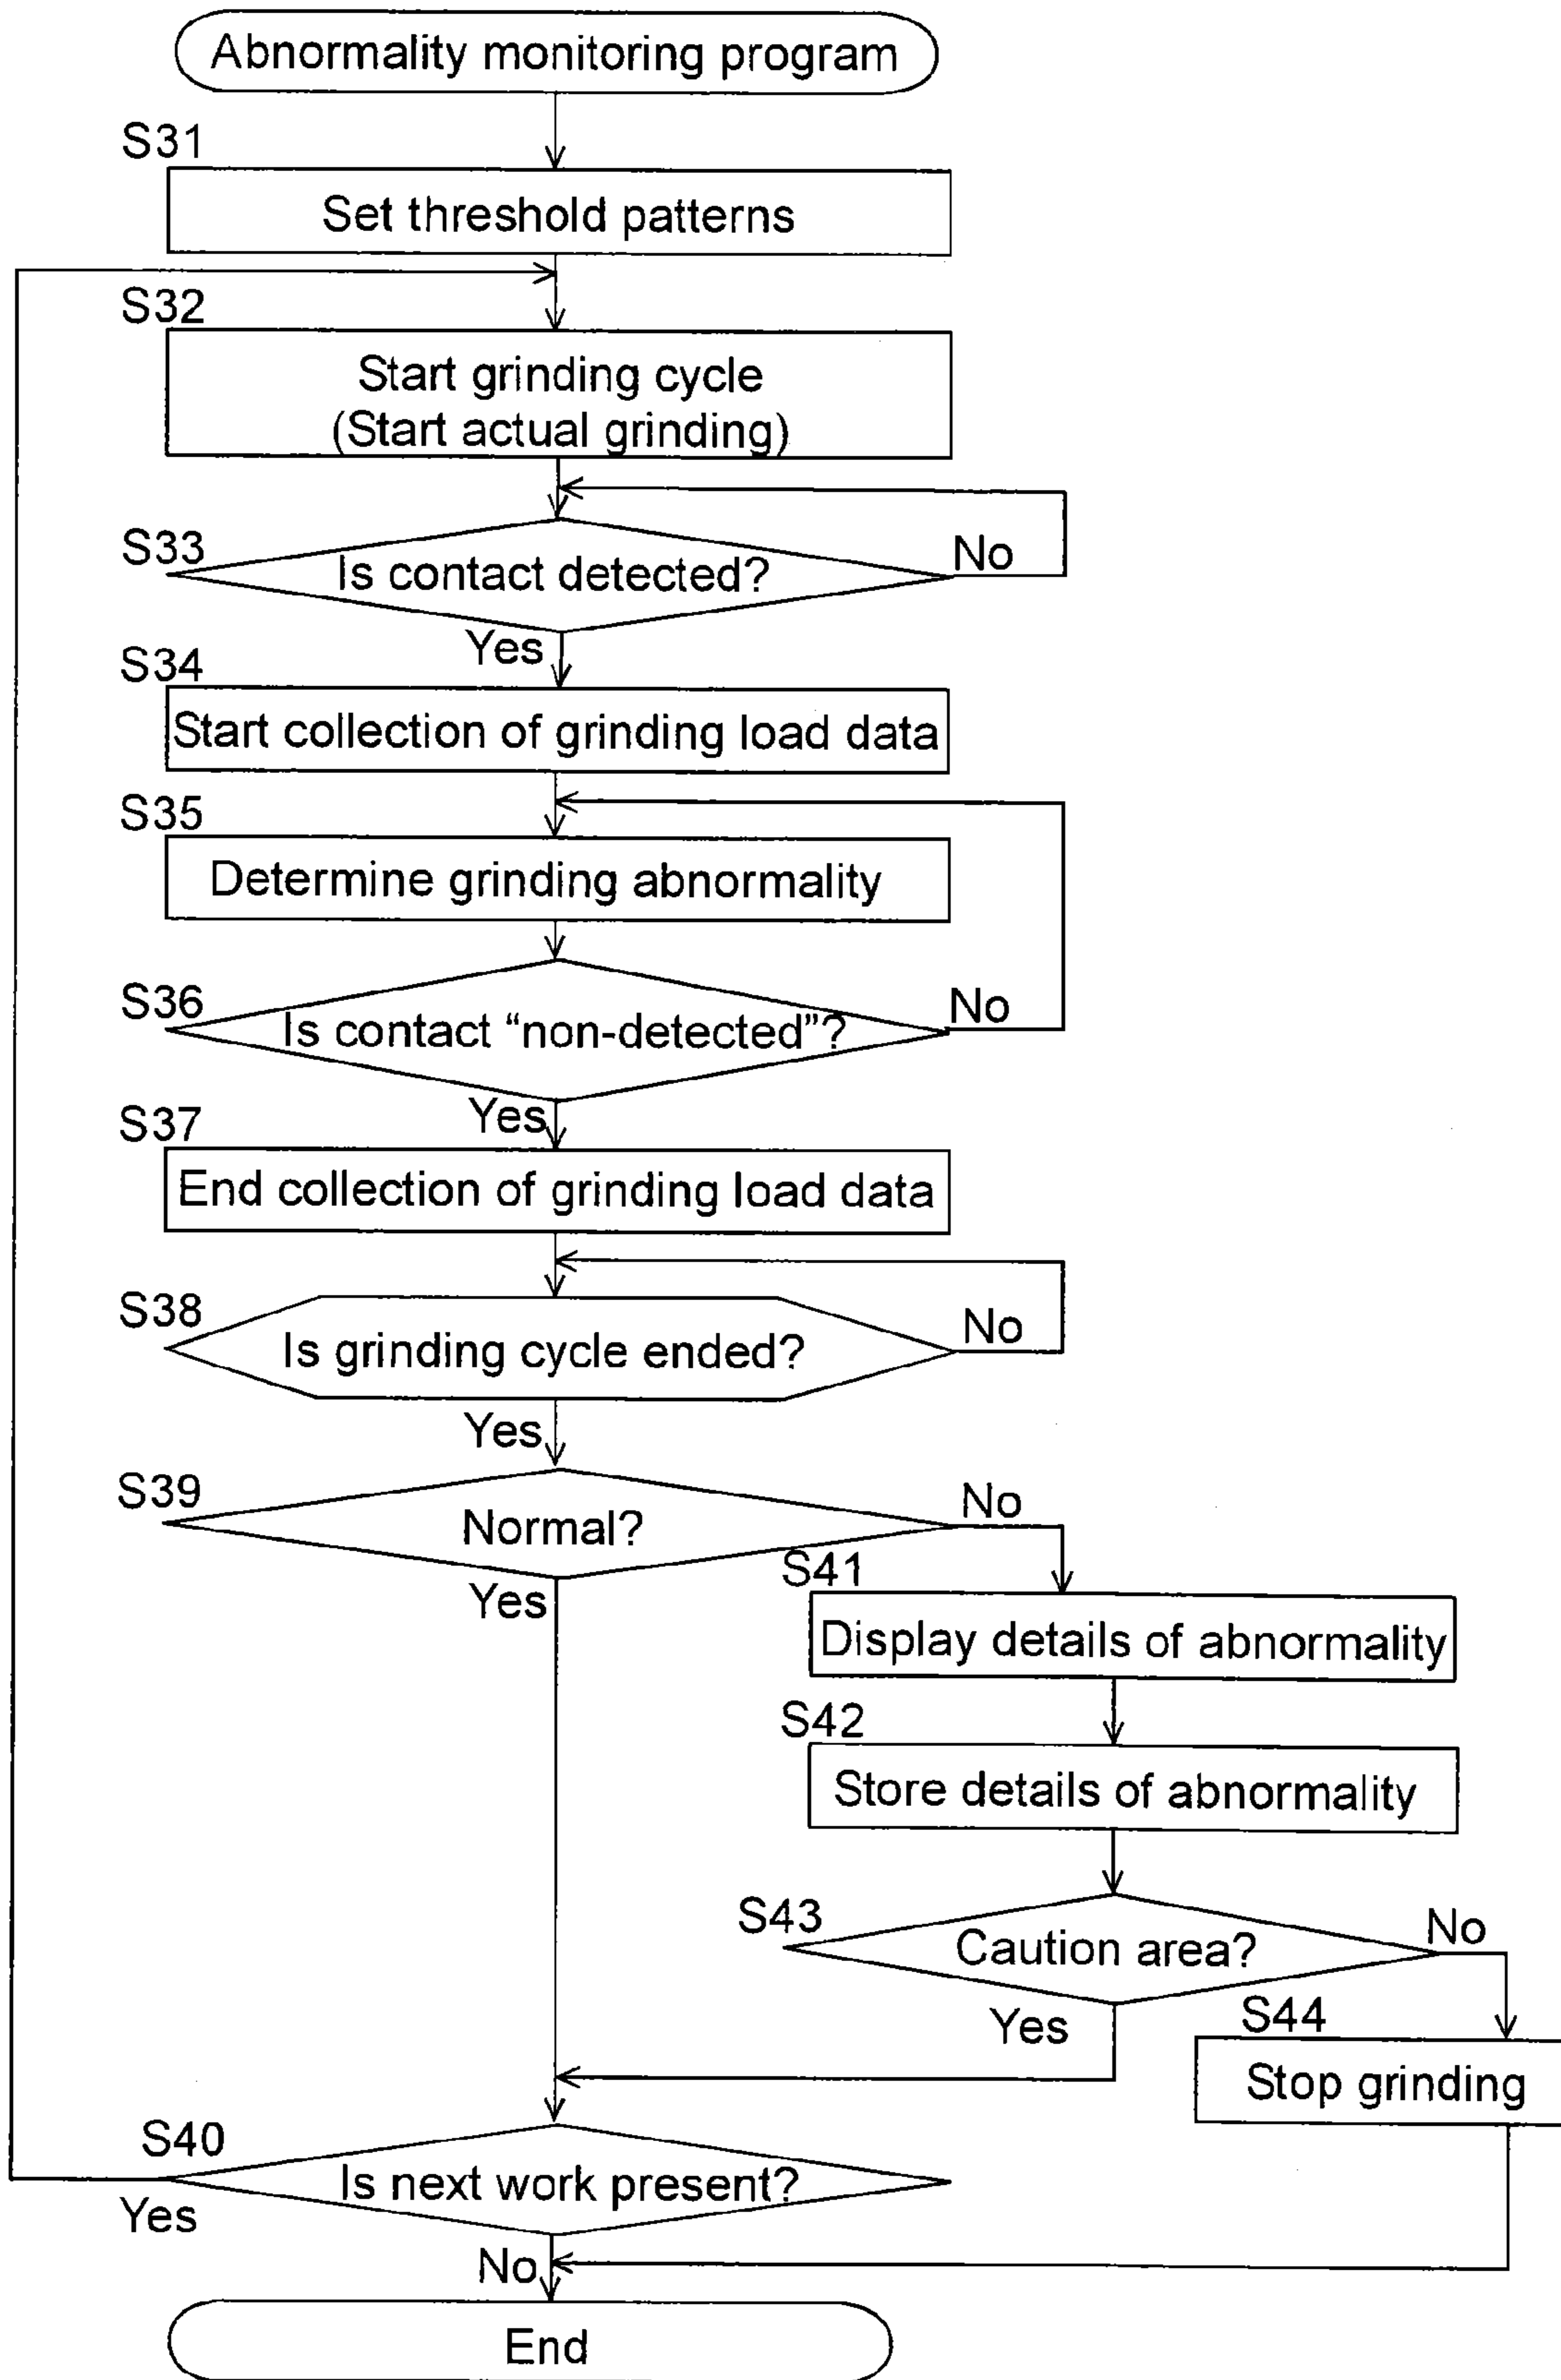 Abnormality monitoring program
S31
Set threshold patterns
S32
Start grinding cycle
(Start actual grinding)
S33
Is contact detected?
No
Yes
S34
Start collection of grinding load data
S35
Determine grinding abnormality
S36
Is contact “non-detected”?
No
Yes
S37
End collection of grinding load data
S38
Is grinding cycle ended?
No
Yes
S39
Normal?
No
Yes
S41
Display details of abnormality
S42
Store details of abnormality
S43
Caution area?
No
Yes
S44
Stop grinding
S40
Is next work present?
Yes
No
End